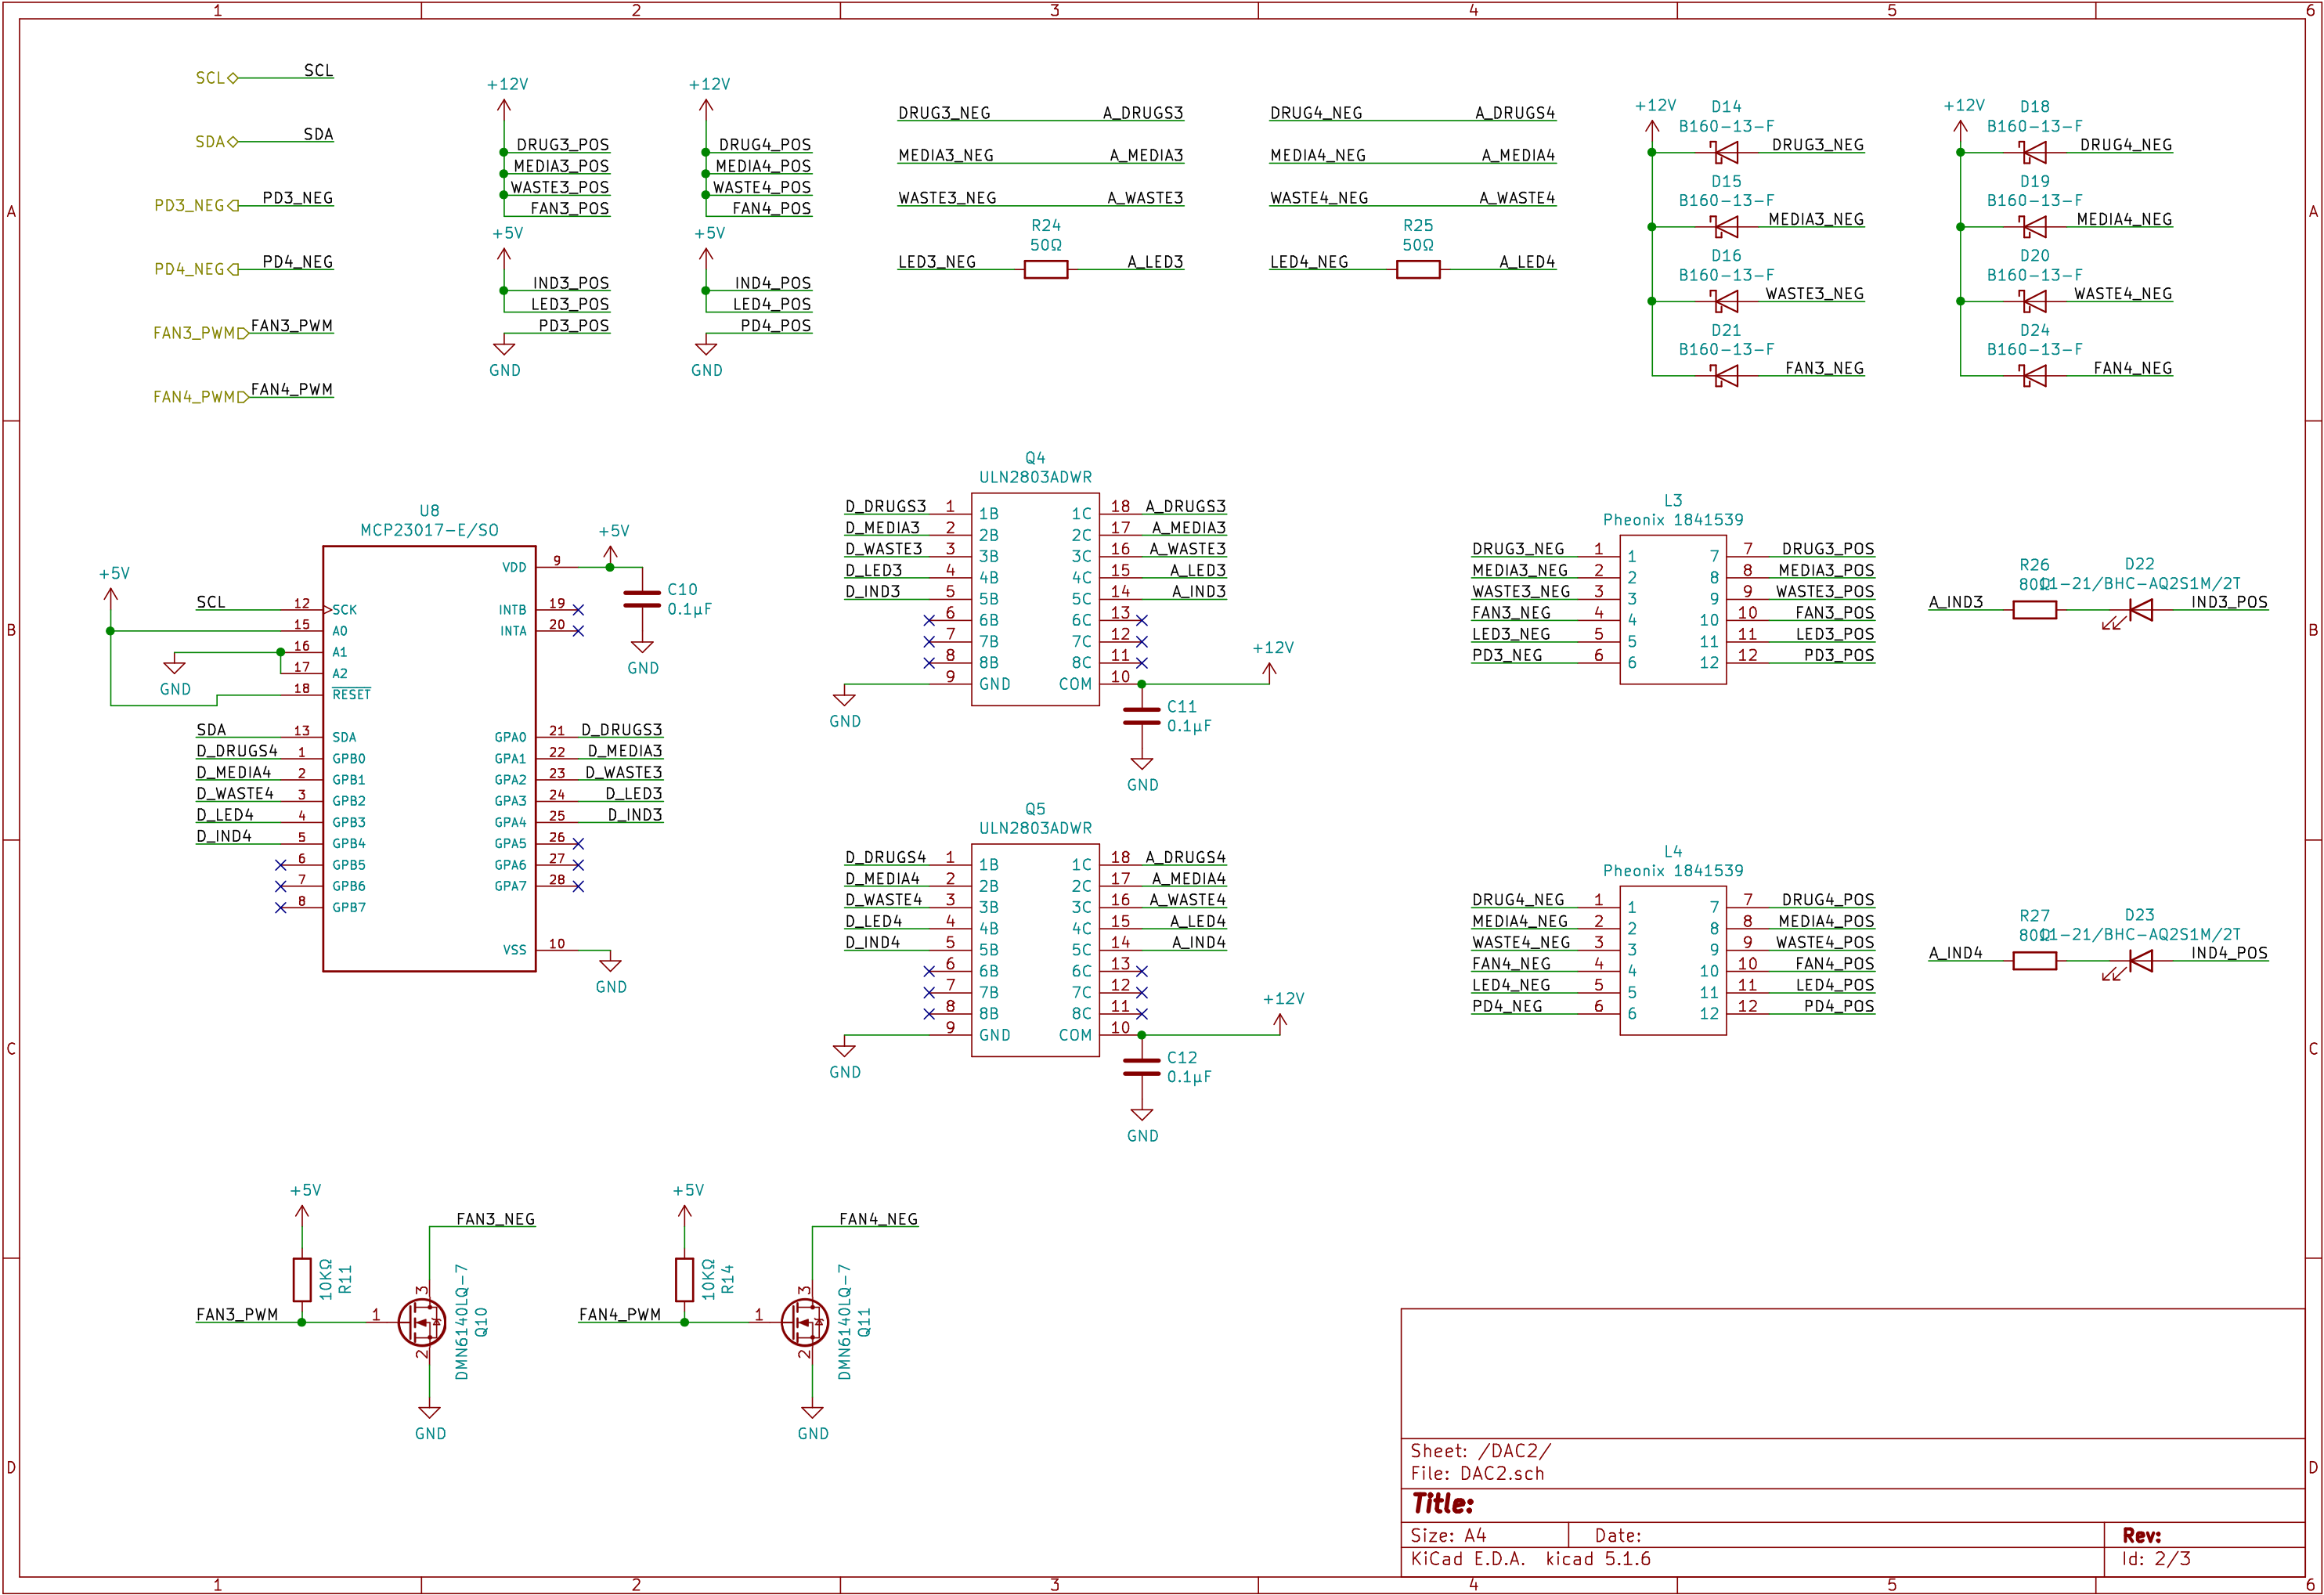 1 2 3 4 5 6
A
B
C
D
A
B
C
D
1 2 3 4 5 6
SCL SCL
SDA SDA
PD3_NEG PD3_NEG
PD4_NEG PD4_NEG
FAN3_PWM FAN3_PWM
FAN4_PWM FAN4_PWM
+12V
DRUG3_POS
MEDIA3_POS
WASTE3_POS
FAN3_POS
+5V
IND3_POS
LED3_POS
PD3_POS
GND
+12V
DRUG4_POS
MEDIA4_POS
WASTE4_POS
FAN4_POS
+5V
IND4_POS
LED4_POS
PD4_POS
GND
DRUG3_NEG A_DRUGS3
MEDIA3_NEG A_MEDIA3
WASTE3_NEG A_WASTE3
R24
50Ω
LED3_NEG A_LED3
DRUG4_NEG A_DRUGS4
MEDIA4_NEG A_MEDIA4
WASTE4_NEG A_WASTE4
R25
50Ω
LED4_NEG A_LED4
+12V
D14
B160-13-F
DRUG3_NEG
D15
B160-13-F
MEDIA3_NEG
D16
B160-13-F
WASTE3_NEG
D21
B160-13-F
FAN3_NEG
+12V
D18
B160-13-F
DRUG4_NEG
D19
B160-13-F
MEDIA4_NEG
D20
B160-13-F
WASTE4_NEG
D24
B160-13-F
FAN4_NEG
U8
MCP23017-E/SO
+5V
+5V
VDD 9
C10
0.1µF
GND
SCL 12 SCK INTB 19
15 A0 INTA 20
16 A1
17 A2
GND
18 RESET
SDA 13 SDA GPA0 21 D_DRUGS3
D_DRUGS4 1 GPB0 GPA1 22 D_MEDIA3
D_MEDIA4 2 GPB1 GPA2 23 D_WASTE3
D_WASTE4 3 GPB2 GPA3 24 D_LED3
D_LED4 4 GPB3 GPA4 25 D_IND3
D_IND4 5 GPB4 GPA5 26
6 GPB5 GPA6 27
7 GPB6 GPA7 28
8 GPB7
VSS 10
GND
Q4
ULN2803ADWR
D_DRUGS3 1 1B 1C 18 A_DRUGS3
D_MEDIA3 2 2B 2C 17 A_MEDIA3
D_WASTE3 3 3B 3C 16 A_WASTE3
D_LED3 4 4B 4C 15 A_LED3
D_IND3 5 5B 5C 14 A_IND3
6 6B 6C 13
7 7B 7C 12
8 8B 8C 11
9 GND COM 10
+12V
GND
C11
0.1µF
GND
Q5
ULN2803ADWR
D_DRUGS4 1 1B 1C 18 A_DRUGS4
D_MEDIA4 2 2B 2C 17 A_MEDIA4
D_WASTE4 3 3B 3C 16 A_WASTE4
D_LED4 4 4B 4C 15 A_LED4
D_IND4 5 5B 5C 14 A_IND4
6 6B 6C 13
7 7B 7C 12
8 8B 8C 11
9 GND COM 10
+12V
GND
C12
0.1µF
GND
L3
Pheonix 1841539
DRUG3_NEG 1 1 7 7 DRUG3_POS
MEDIA3_NEG 2 2 8 8 MEDIA3_POS
WASTE3_NEG 3 3 9 9 WASTE3_POS
FAN3_NEG 4 4 10 10 FAN3_POS
LED3_NEG 5 5 11 11 LED3_POS
PD3_NEG 6 6 12 12 PD3_POS
L4
Pheonix 1841539
DRUG4_NEG 1 1 7 7 DRUG4_POS
MEDIA4_NEG 2 2 8 8 MEDIA4_POS
WASTE4_NEG 3 3 9 9 WASTE4_POS
FAN4_NEG 4 4 10 10 FAN4_POS
LED4_NEG 5 5 11 11 LED4_POS
PD4_NEG 6 6 12 12 PD4_POS
R26 D22
80Ω 11-21/BHC-AQ2S1M/2T
A_IND3 IND3_POS
R27 D23
80Ω 11-21/BHC-AQ2S1M/2T
A_IND4 IND4_POS
+5V
FAN3_NEG
10KΩ
R11
FAN3_PWM 1
3
2
DMN6140LQ-7
Q10
GND
+5V
FAN4_NEG
10KΩ
R14
FAN4_PWM 1
3
2
DMN6140LQ-7
Q11
GND
Sheet: /DAC2/
File: DAC2.sch
Title:
Size: A4 Date: Rev:
KiCad E.D.A. kicad 5.1.6 Id: 2/3